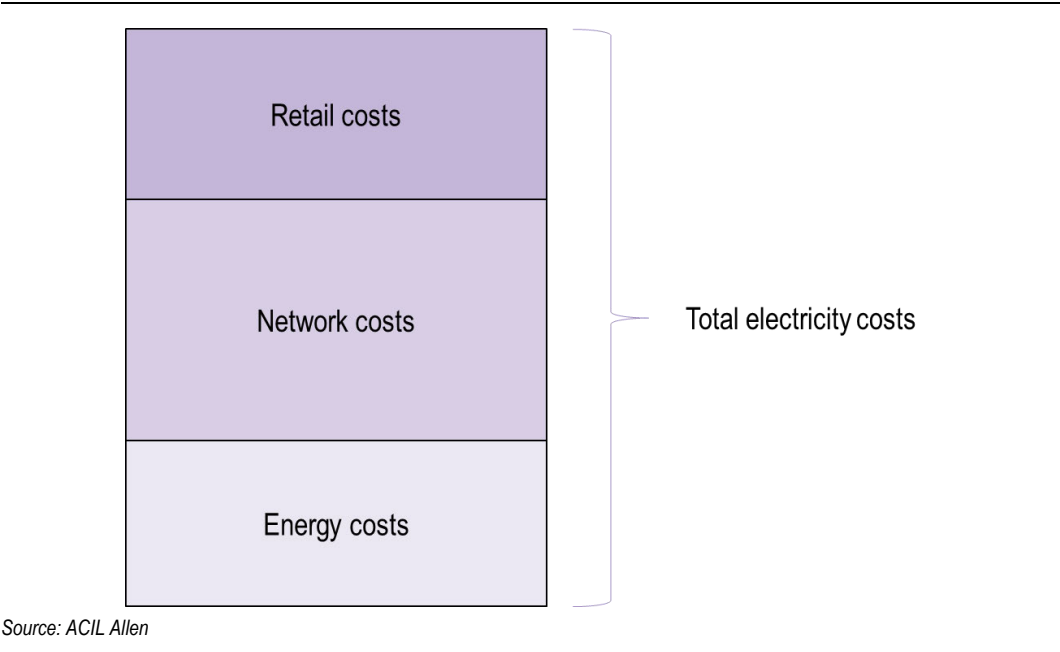 Retail costs
Network costs
Total electricity costs
Energy costs
Source: ACIL Allen